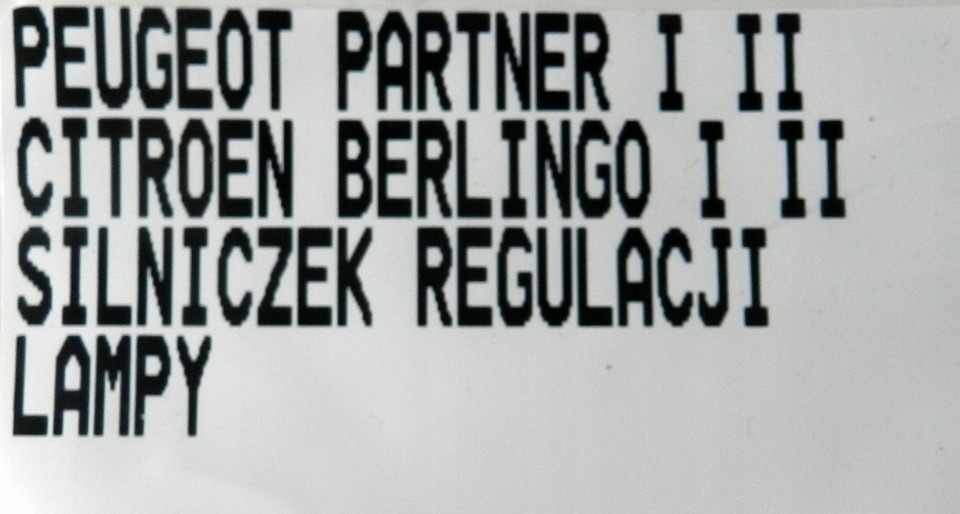 PEUGEOT PARTNER I II
CITROEN BERLINGO I II
SILNICZEK REGULACJI
LAMPY